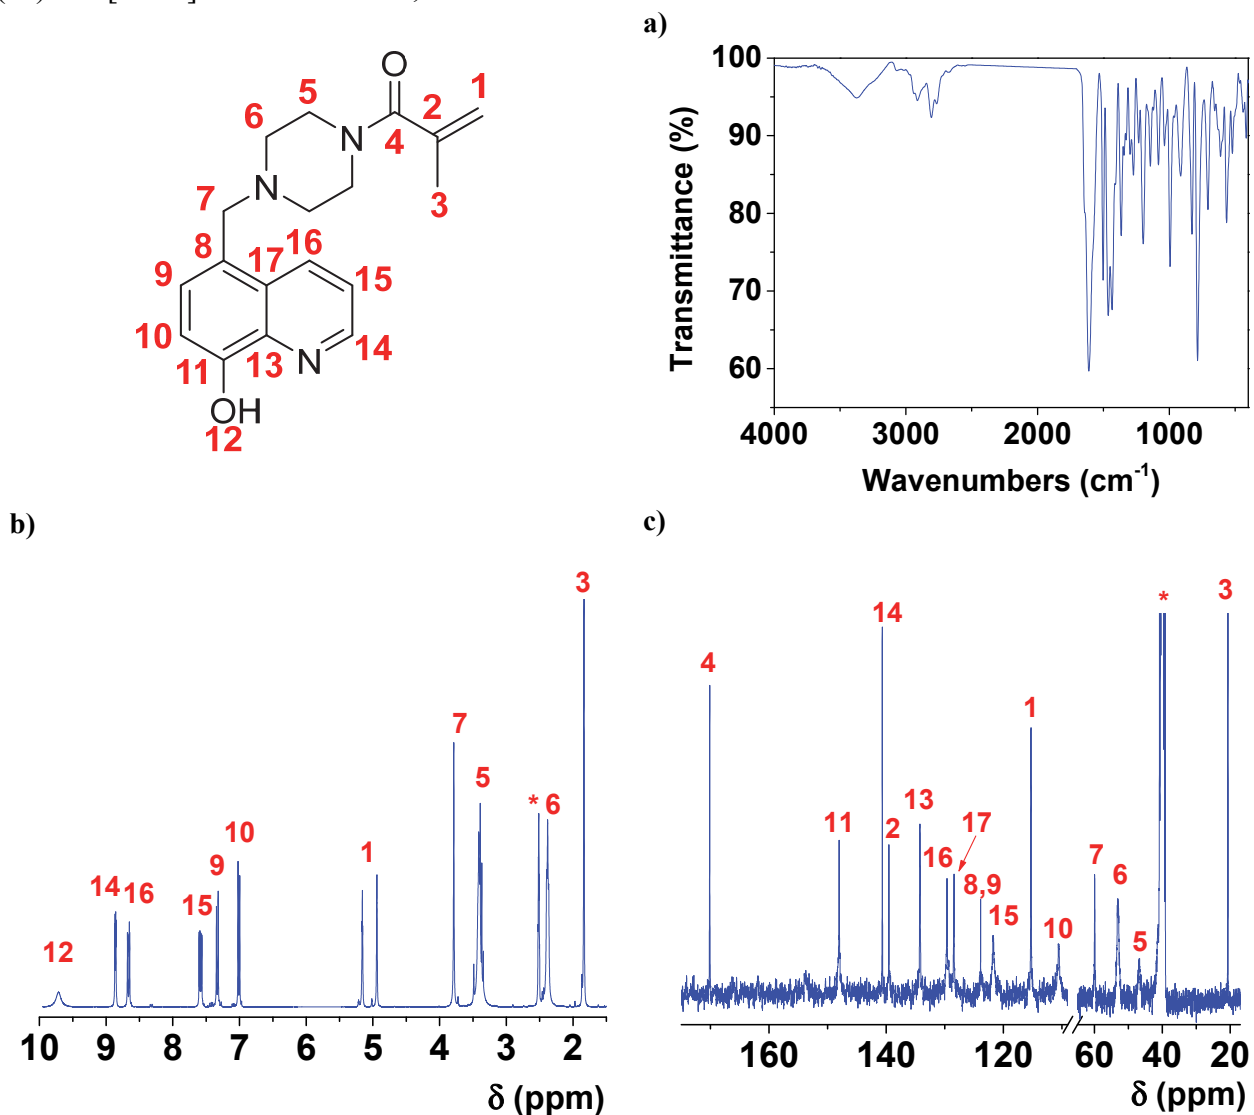 a)
O
1
5
2
6
4
N
7
N
3
8
16
17
9
15
10
14
13
11
N
OH
12
100
90
80
70
60
Transmittance (%)
4000 3000 2000 1000
Wavenumbers (cm-1)
b)
c)
3
7
5
* 6
10
1
9
14 16
15
12
10 9 8 7 6 5 4 3 2
δ (ppm)
* 3
14
4
1
13
11 2 17
16
7
8,9
6
15
10
5
160 140 120 60 40 20
δ (ppm)